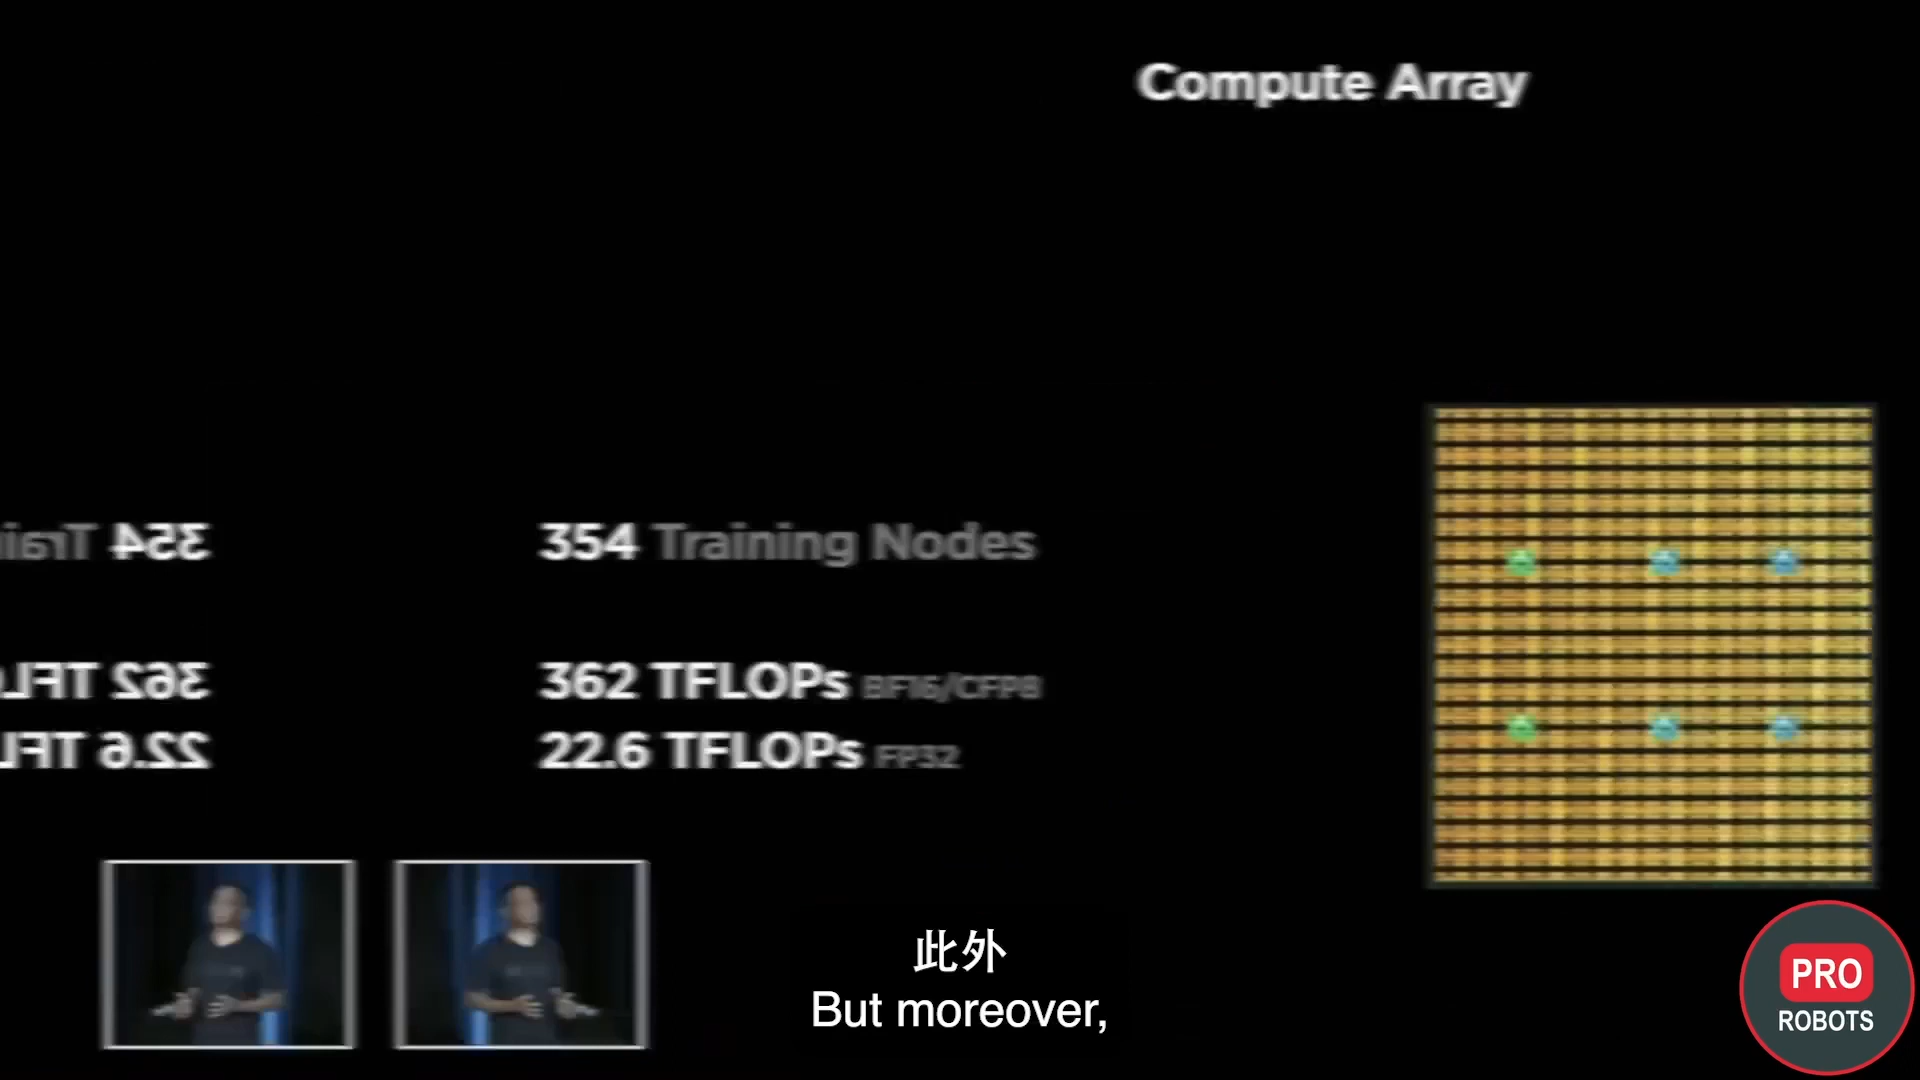 Compute Array
354 Training Nodes
362 TFLOPs BF16/CFP8
22.6 TFLOPs FP32
此外
But moreover,
PRO
ROBOTS